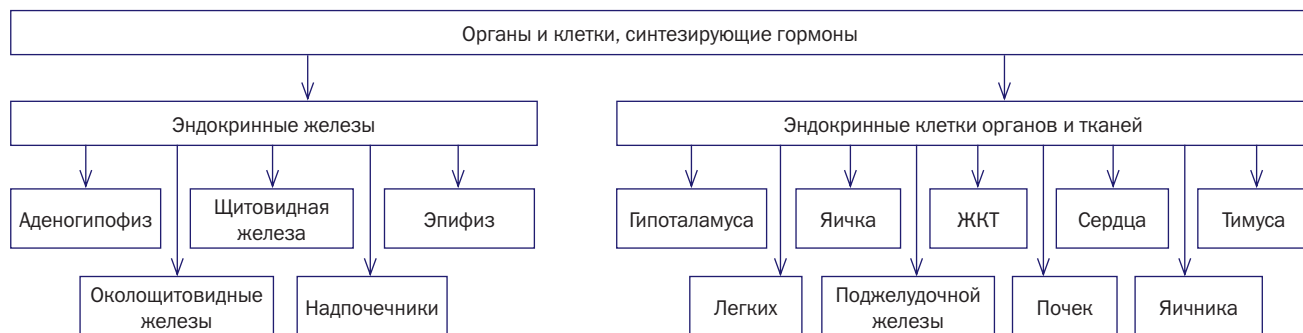 Органы и клетки, синтезирующие гормоны
Эндокринные железы
Эндокринные клетки органов и тканей
Аденогипофиз
Щитовидная
железа
Эпифиз
Гипоталамуса
Яичка
ЖКТ
Сердца
Тимуса
Околощитовидные
железы
Надпочечники
Легких
Поджелудочной
железы
Почек
Яичника